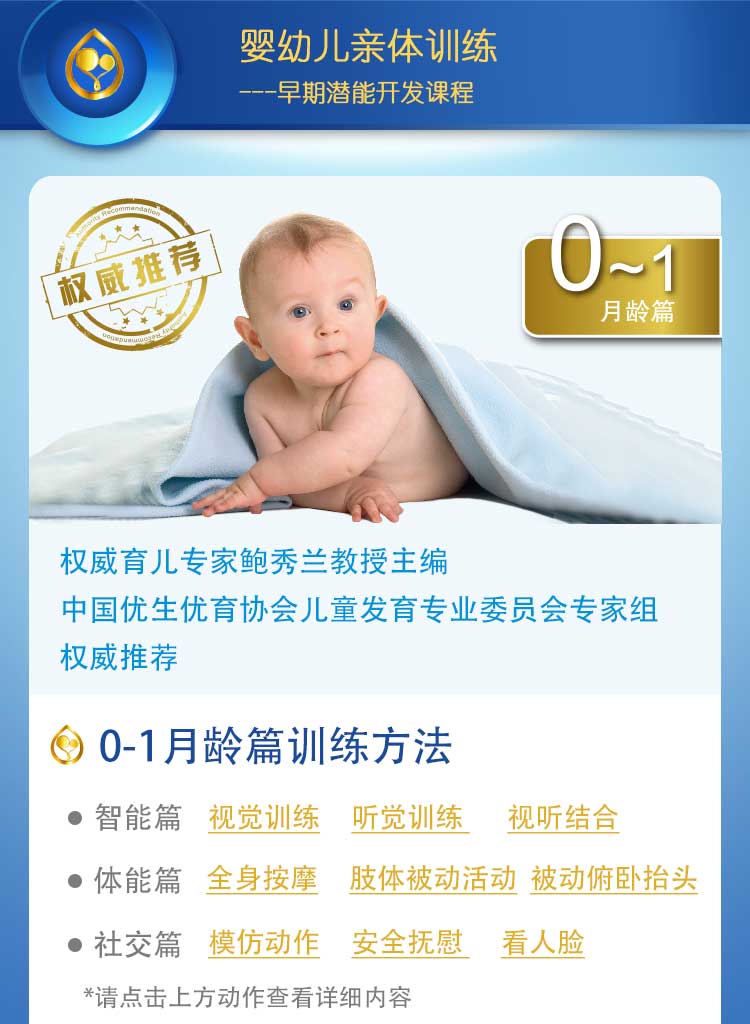 婴幼儿亲体训练
---早期潜能开发课程
Authority Recommendation
权威推荐
Authority Recommendation
0~1
月龄篇
权威育儿专家鲍秀兰教授主编
中国优生优育协会儿童发育专业委员会专家组
权威推荐
0-1月龄篇训练方法
智能篇 视觉训练 听觉训练 视听结合
体能篇 全身按摩 肢体被动活动 被动俯卧抬头
社交篇 模仿动作 安全抚慰 看人脸
*请点击上方动作查看详细内容